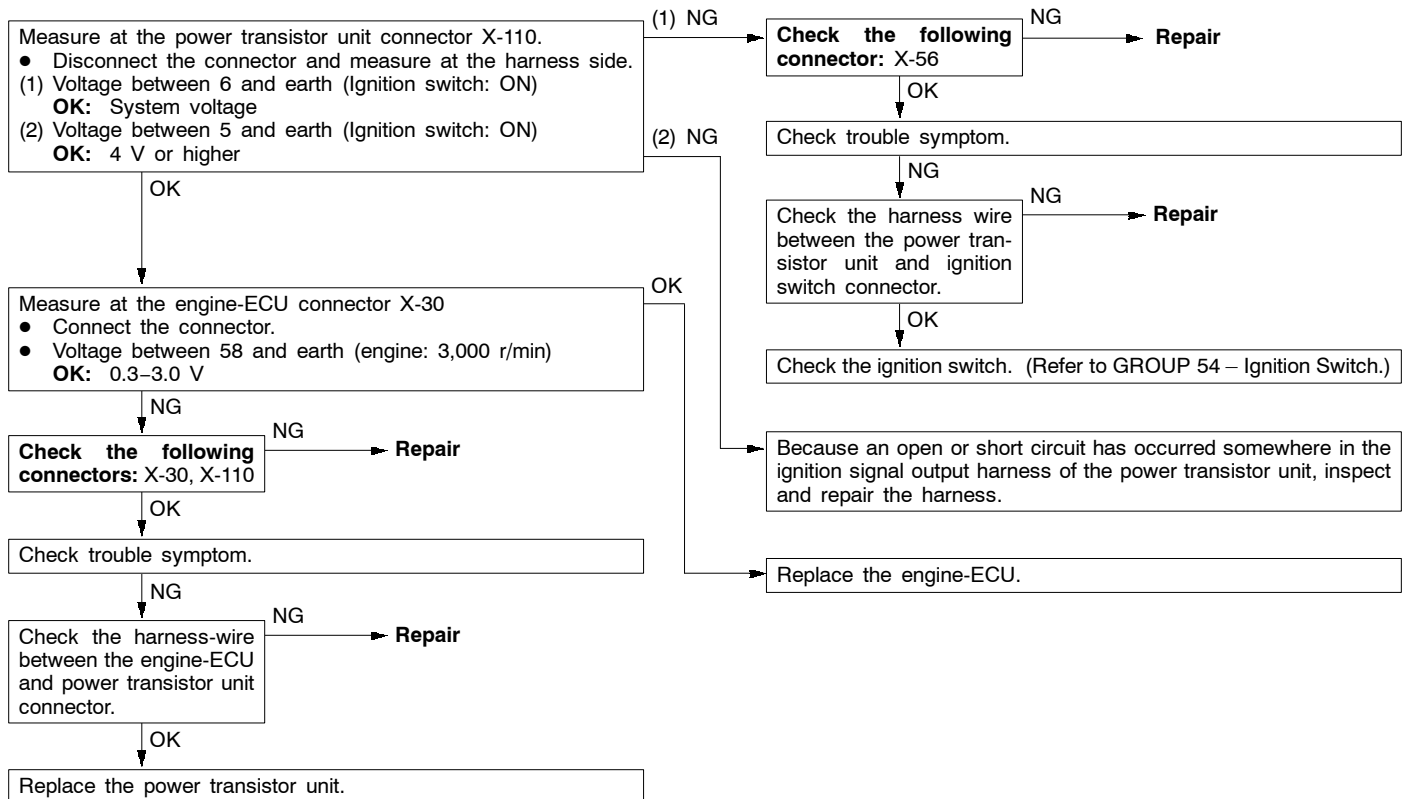 Measure at the power transistor unit connector X-110.
● Disconnect the connector and measure at the harness side.
(1) Voltage between 6 and earth (Ignition switch: ON)
OK: System voltage
(2) Voltage between 5 and earth (Ignition switch: ON)
OK: 4 V or higher
(1) NG
(2) NG
OK
Check the following
connector: X-56
NG
Repair
OK
Check trouble symptom.
NG
Check the harness wire
between the power tran-
sistor unit and ignition
switch connector.
NG
Repair
OK
Check the ignition switch. (Refer to GROUP 54 – Ignition Switch.)
Because an open or short circuit has occurred somewhere in the
ignition signal output harness of the power transistor unit, inspect
and repair the harness.
Measure at the engine-ECU connector X-30
● Connect the connector.
● Voltage between 58 and earth (engine: 3,000 r/min)
OK: 0.3–3.0 V
OK
Replace the engine-ECU.
NG
Check the following
connectors: X-30, X-110
NG
Repair
OK
Check trouble symptom.
NG
Check the harness-wire
between the engine-ECU
and power transistor unit
connector.
NG
Repair
OK
Replace the power transistor unit.